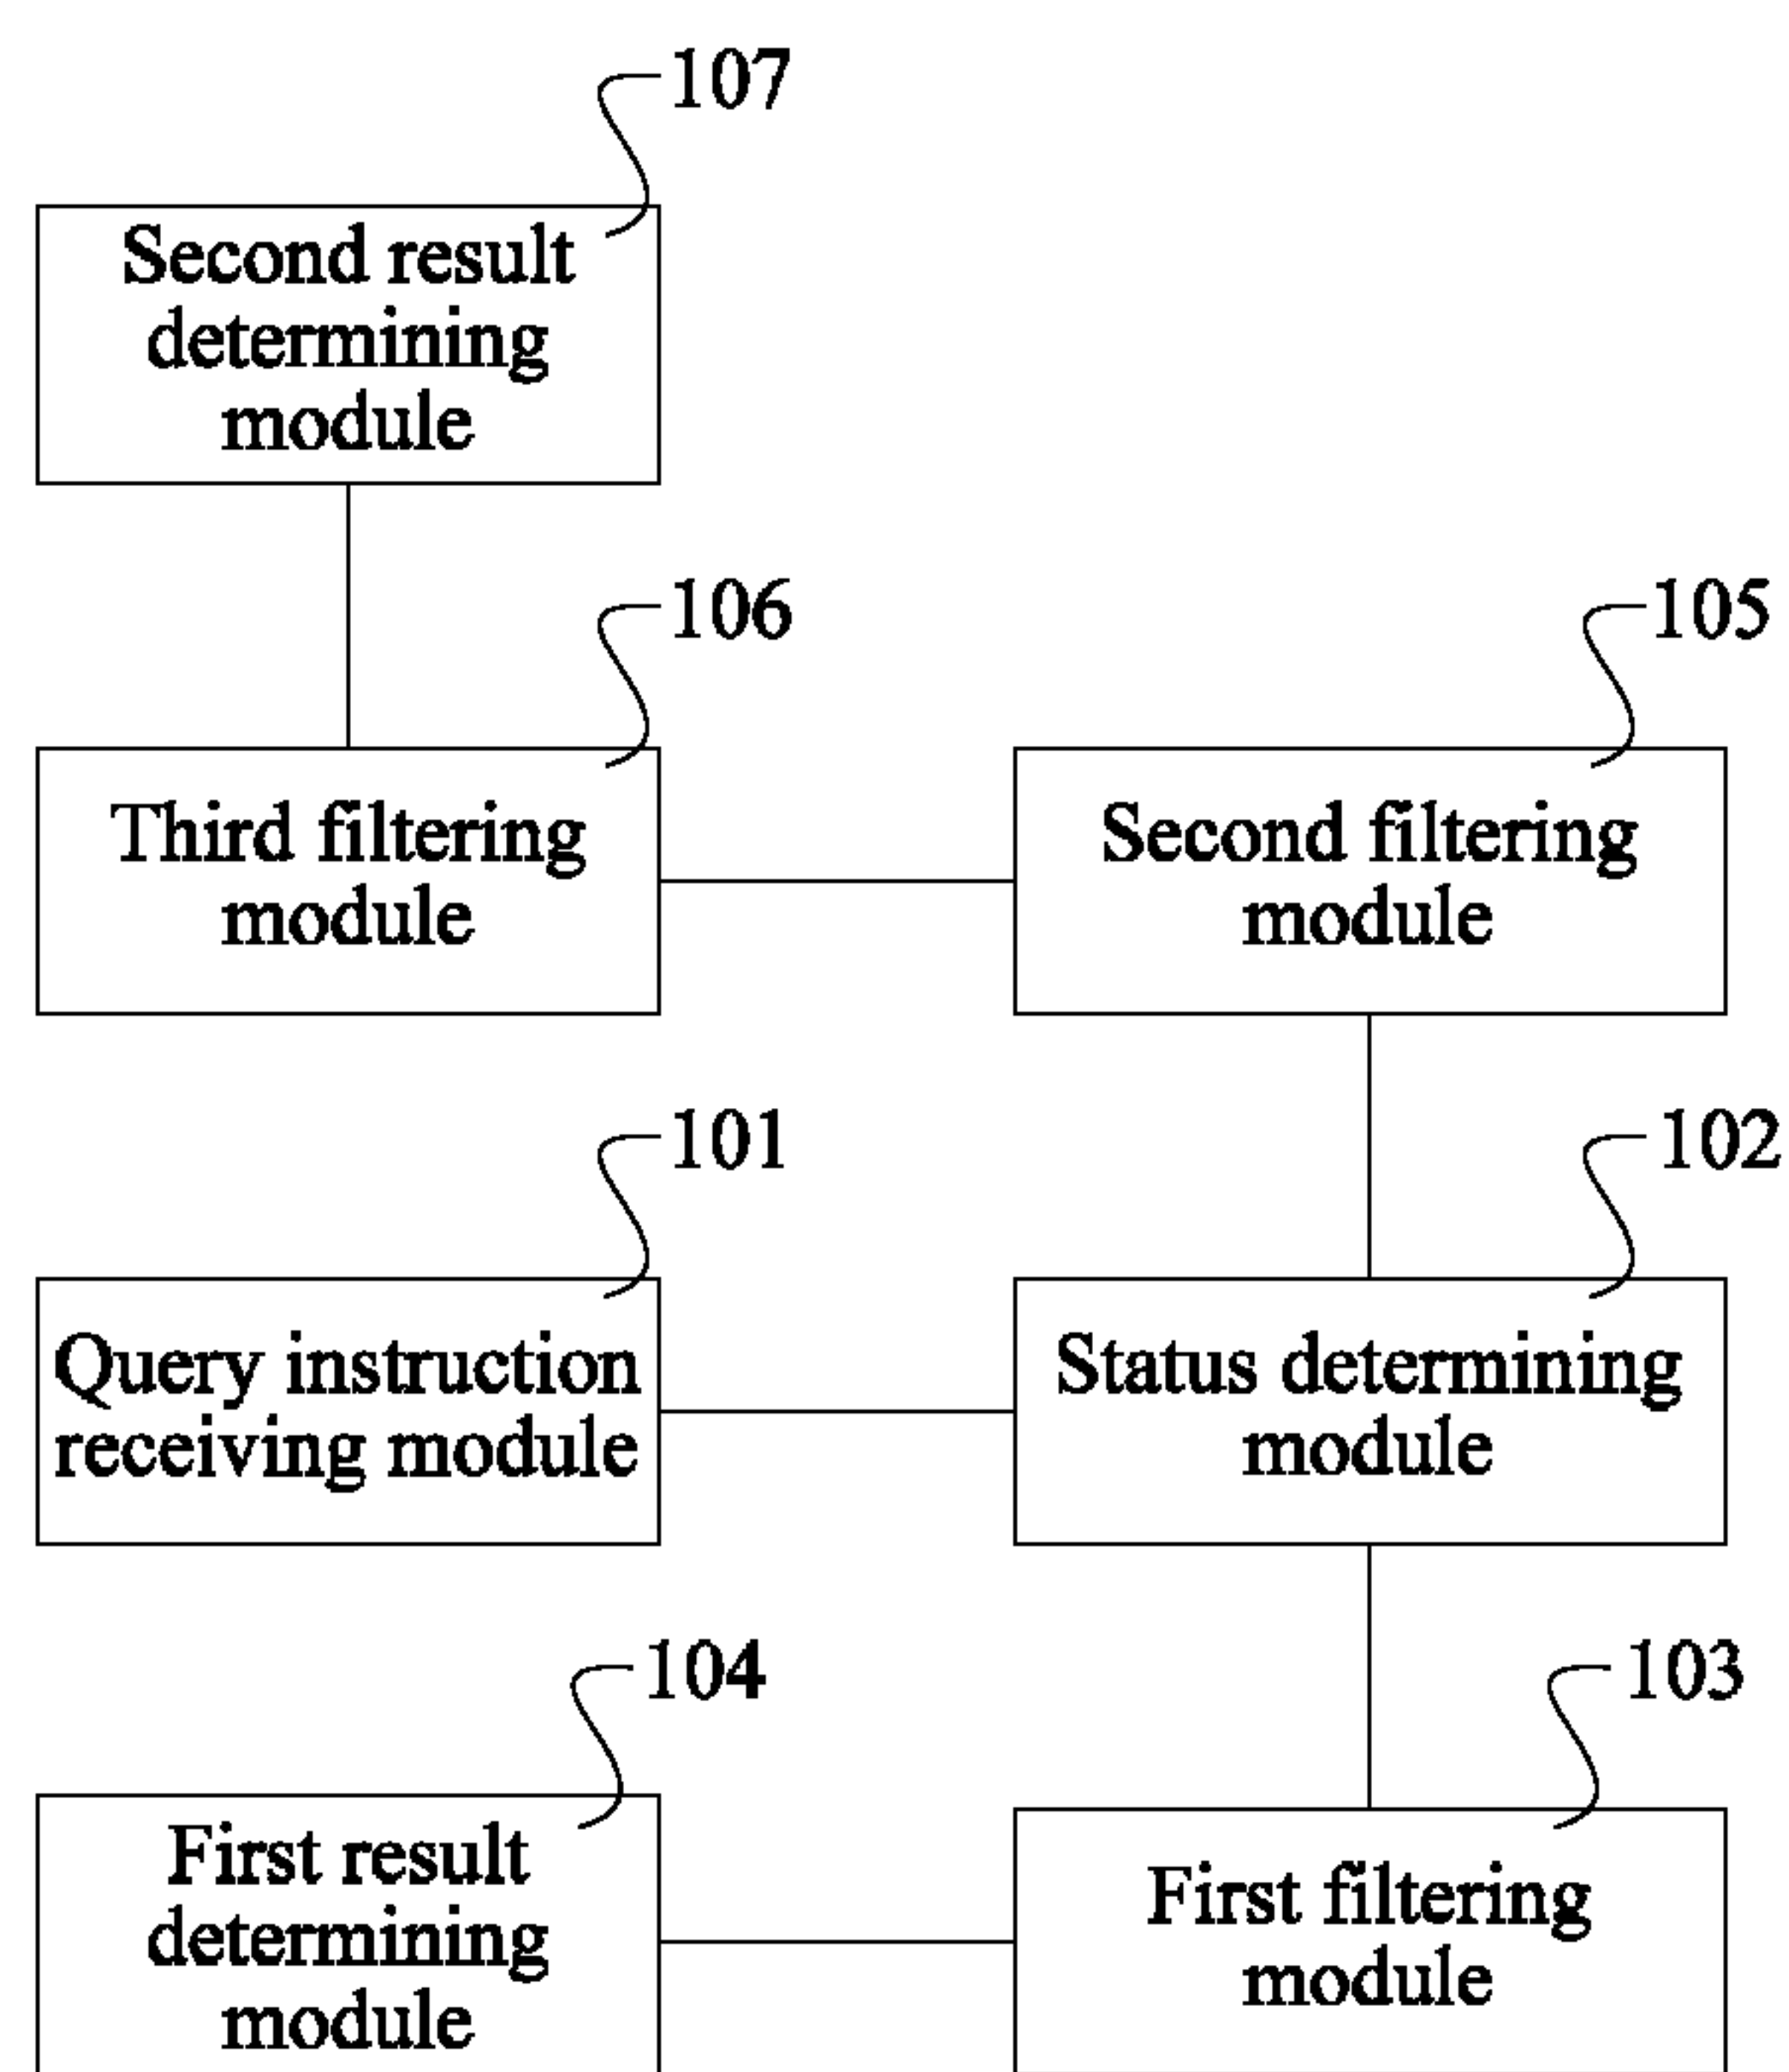 107
Second result
determining
module
106
105
Third filtering
module
Second filtering
module
101
102
Query instruction
receiving module
Status determining
module
104
103
First result
determining
module
First filtering
module